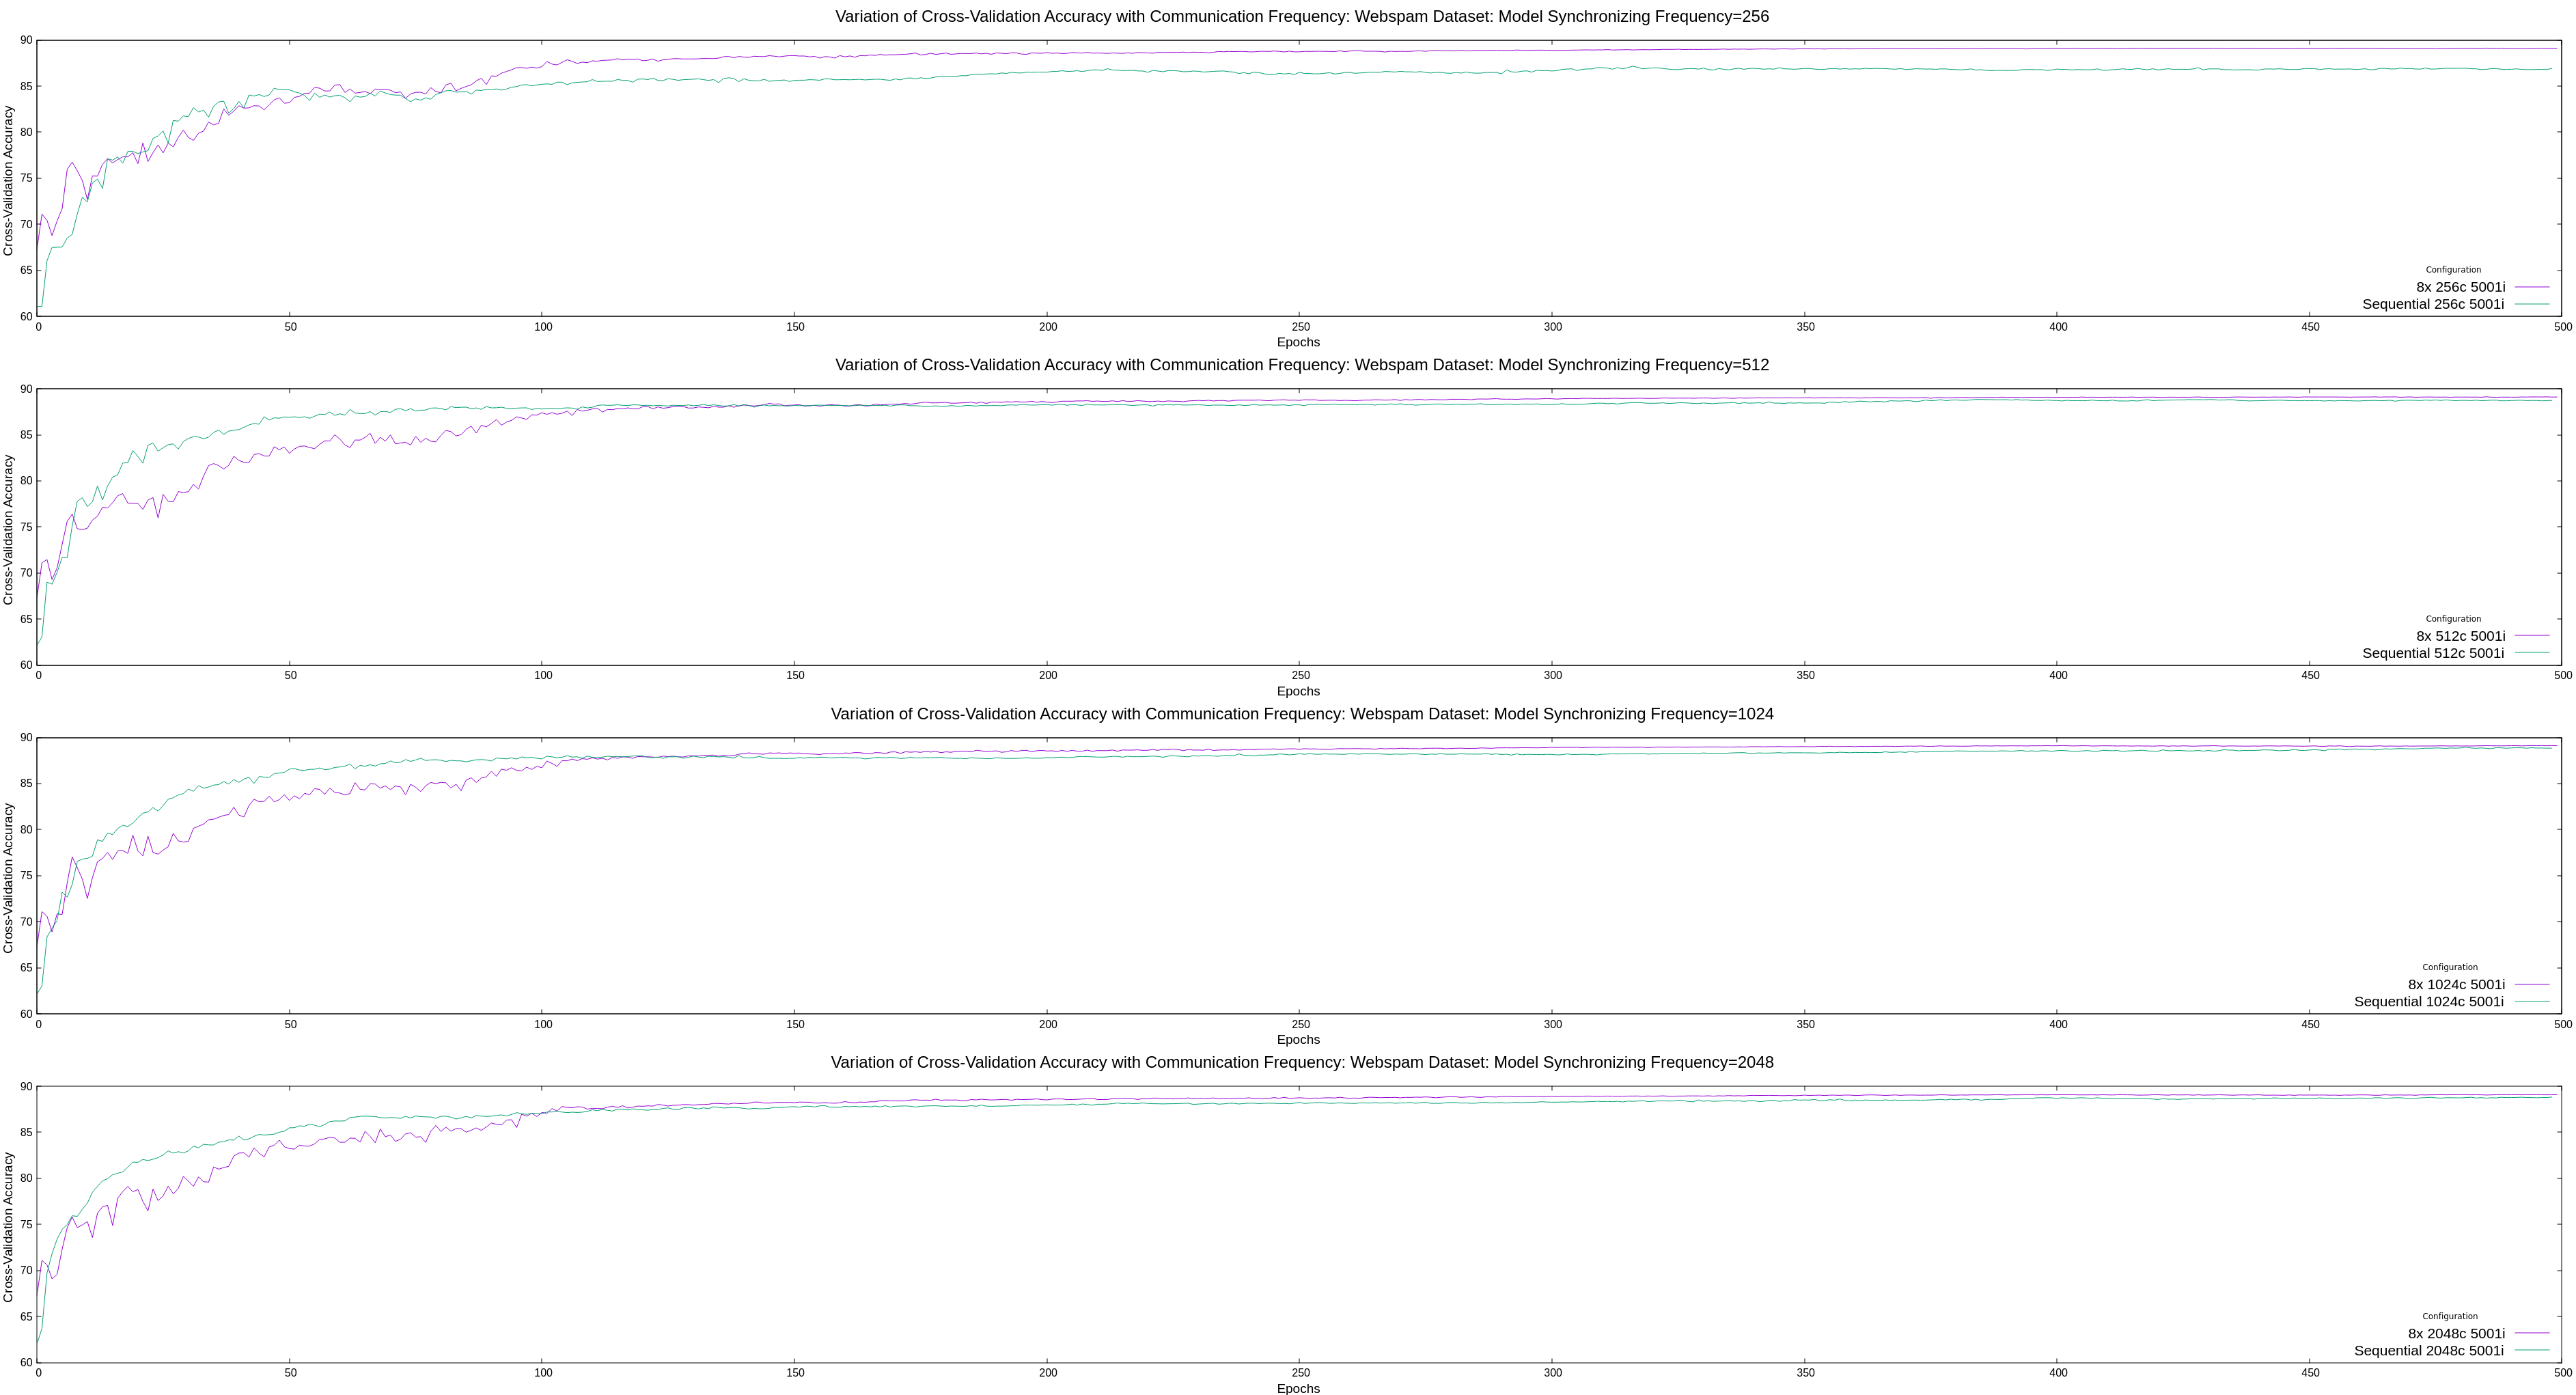 Variation of Cross-Validation Accuracy with Communication Frequency: Webspam Dataset: Model Synchronizing Frequency=256
90
85
80
75
70
65
60
Cross-Validation Accuracy
Configuration
8x 256c 5001i
Sequential 256c 5001i
0 50 100 150 200 250 300 350 400 450 500
Epochs
Variation of Cross-Validation Accuracy with Communication Frequency: Webspam Dataset: Model Synchronizing Frequency=512
90
85
80
75
70
65
60
Cross-Validation Accuracy
Configuration
8x 512c 5001i
Sequential 512c 5001i
0 50 100 150 200 250 300 350 400 450 500
Epochs
Variation of Cross-Validation Accuracy with Communication Frequency: Webspam Dataset: Model Synchronizing Frequency=1024
90
85
80
75
70
65
60
Cross-Validation Accuracy
Configuration
8x 1024c 5001i
Sequential 1024c 5001i
0 50 100 150 200 250 300 350 400 450 500
Epochs
Variation of Cross-Validation Accuracy with Communication Frequency: Webspam Dataset: Model Synchronizing Frequency=2048
90
85
80
75
70
65
60
Cross-Validation Accuracy
Configuration
8x 2048c 5001i
Sequential 2048c 5001i
0 50 100 150 200 250 300 350 400 450 500
Epochs